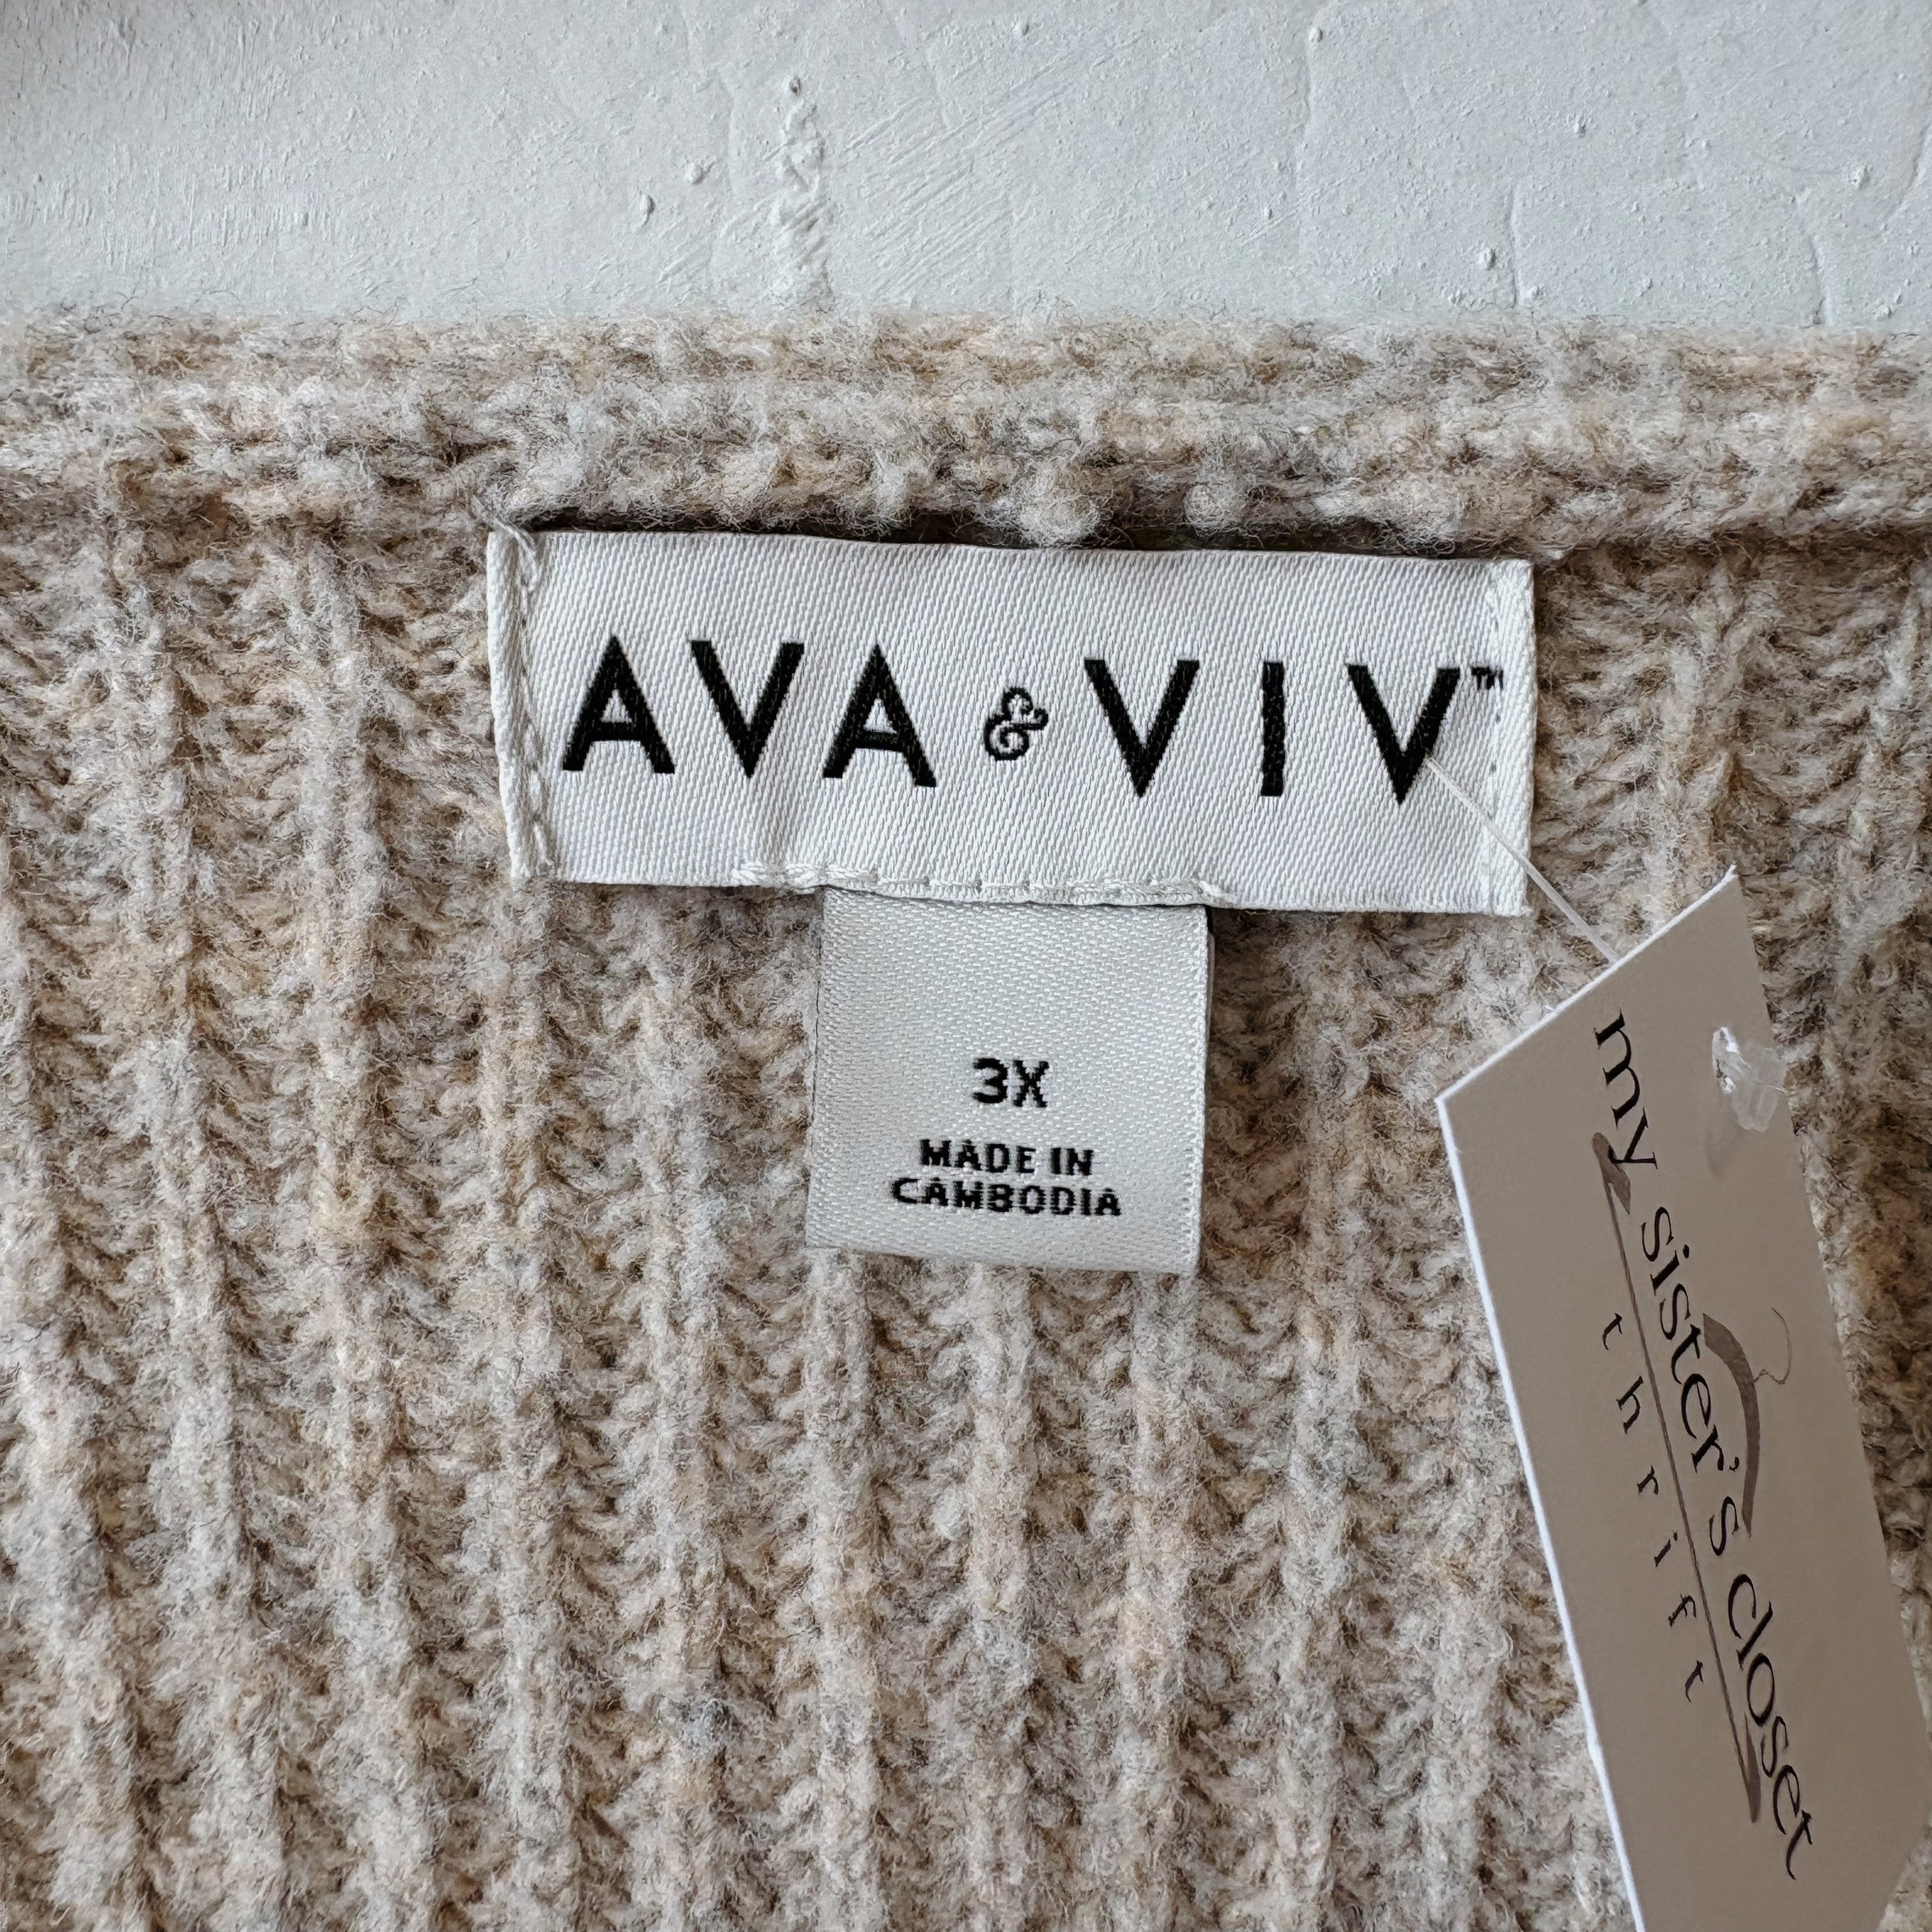 AVA & VIV™
3X
MADE IN
CAMBODIA
my sister's closet
thrift